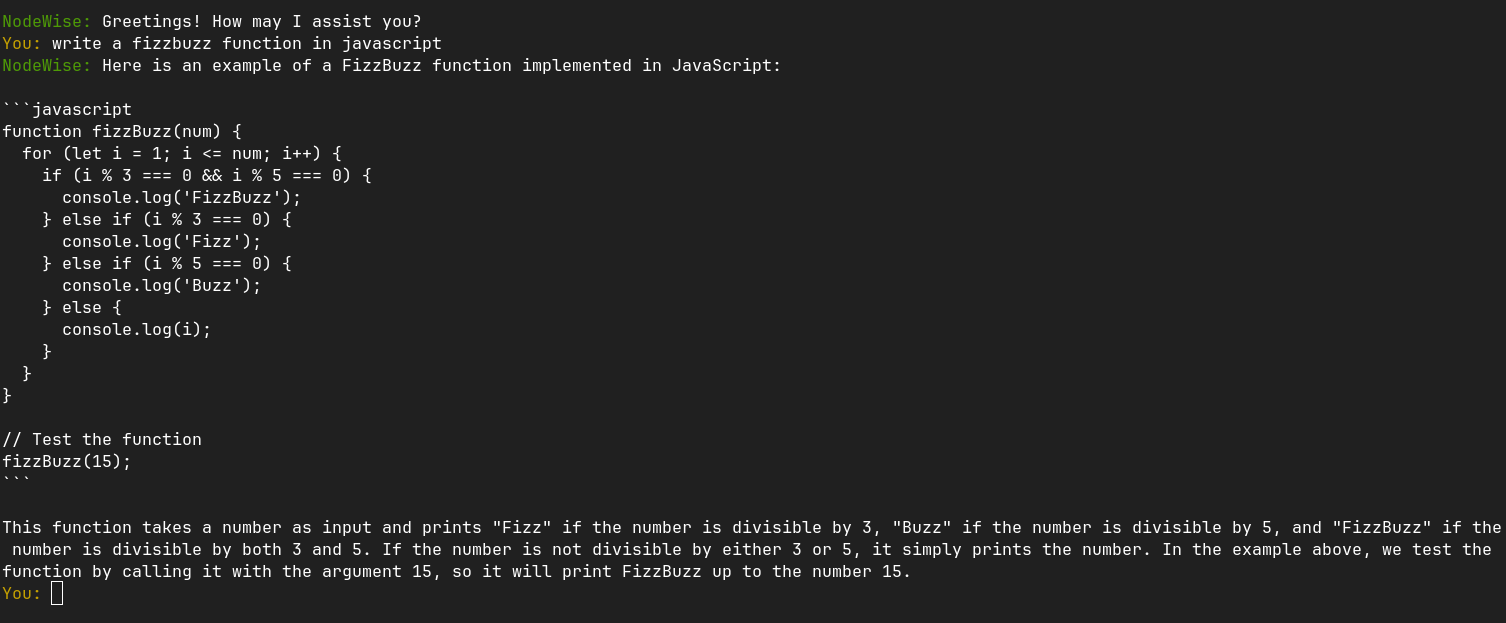 NodeWise: Greetings! How may I assist you?
You: write a fizzbuzz function in javascript
NodeWise: Here is an example of a FizzBuzz function implemented in JavaScript:

```javascript
function fizzBuzz(num) {
  for (let i = 1; i <= num; i++) {
    if (i % 3 === 0 && i % 5 === 0) {
      console.log('FizzBuzz');
    } else if (i % 3 === 0) {
      console.log('Fizz');
    } else if (i % 5 === 0) {
      console.log('Buzz');
    } else {
      console.log(i);
    }
  }
}

// Test the function
fizzBuzz(15);
```

This function takes a number as input and prints "Fizz" if the number is divisible by 3, "Buzz" if the number is divisible by 5, and "FizzBuzz" if the
 number is divisible by both 3 and 5. If the number is not divisible by either 3 or 5, it simply prints the number. In the example above, we test the
function by calling it with the argument 15, so it will print FizzBuzz up to the number 15.
You: